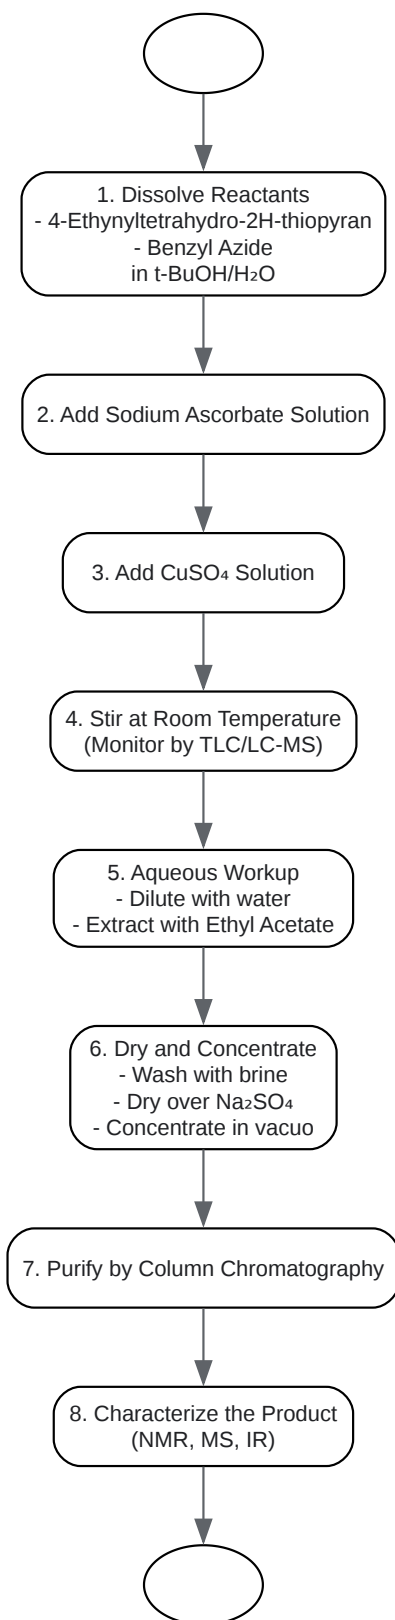 1. Dissolve Reactants
- 4-Ethynyltetrahydro-2H-thiopyran
- Benzyl Azide
in t-BuOH/H₂O
2. Add Sodium Ascorbate Solution
3. Add CuSO₄ Solution
4. Stir at Room Temperature
(Monitor by TLC/LC-MS)
5. Aqueous Workup
- Dilute with water
- Extract with Ethyl Acetate
6. Dry and Concentrate
- Wash with brine
- Dry over Na₂SO₄
- Concentrate in vacuo
7. Purify by Column Chromatography
8. Characterize the Product
(NMR, MS, IR)